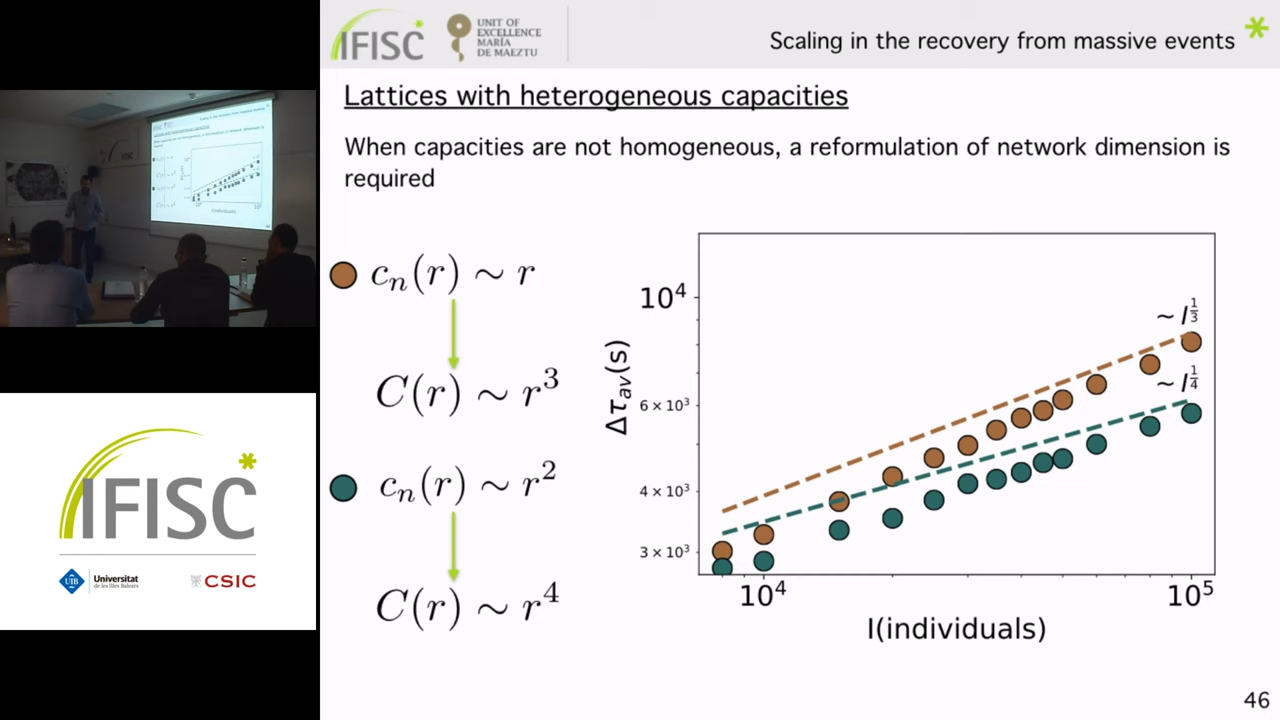 IFISC
UNIT OF
EXCELLENCE
MARÍA
DE MAEZTU
Scaling in the recovery from massive events
Lattices with heterogeneous capacities
When capacities are not homogeneous, a reformulation of network dimension is
required
cₙ(r) ∼ r
C(r) ∼ r³
cₙ(r) ∼ r²
C(r) ∼ r⁴
Δτₐᵥ(s)
10⁴
6 × 10³
4 × 10³
3 × 10³
∼ I^{1/3}
∼ I^{1/4}
10⁴
10⁵
I(individuals)
46
IFISC
UIB
Universitat
de les Illes Balears
CSIC